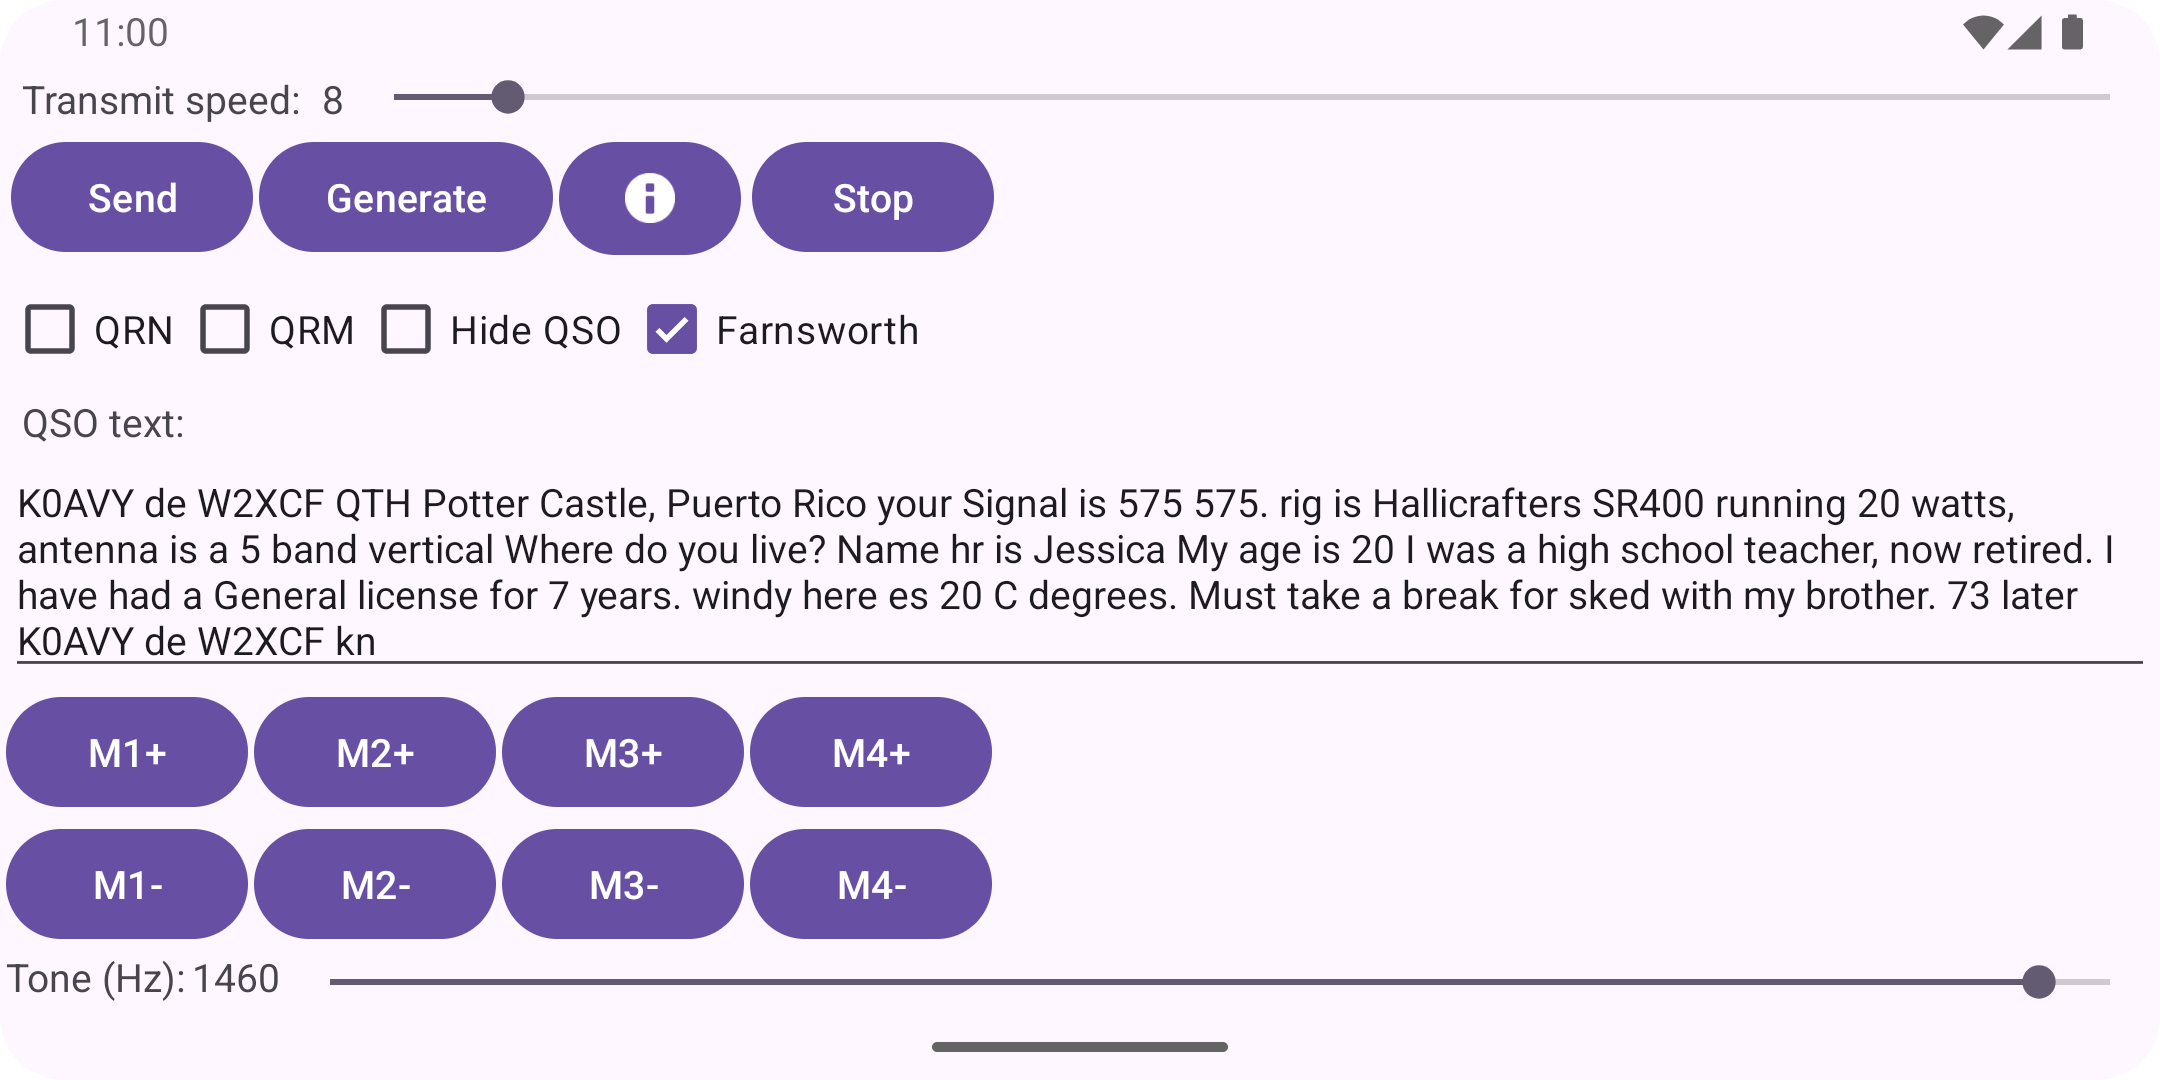 11:00
Transmit speed: 8
Send Generate Stop
QRN QRM Hide QSO Farnsworth
QSO text:
K0AVY de W2XCF QTH Potter Castle, Puerto Rico your Signal is 575 575. rig is Hallicrafters SR400 running 20 watts,
antenna is a 5 band vertical Where do you live? Name hr is Jessica My age is 20 I was a high school teacher, now retired. I
have had a General license for 7 years. windy here es 20 C degrees. Must take a break for sked with my brother. 73 later
K0AVY de W2XCF kn
M1+ M2+ M3+ M4+
M1- M2- M3- M4-
Tone (Hz): 1460